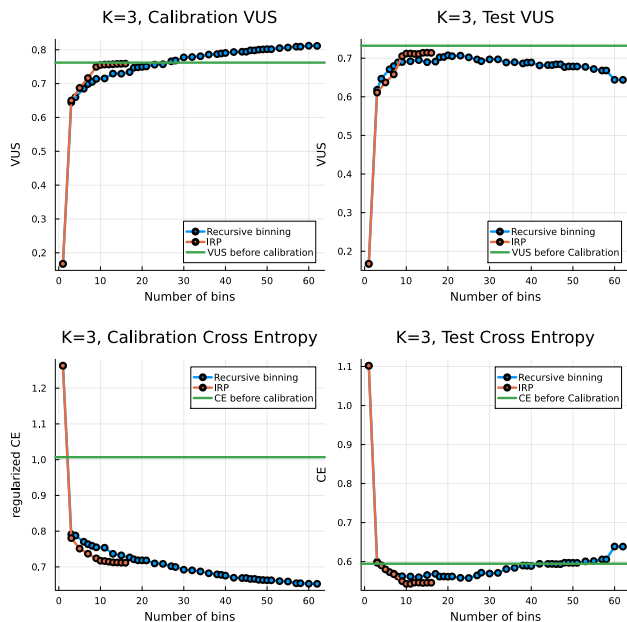 K=3, Calibration VUS
VUS
0.8
0.7
0.6
0.5
0.4
0.3
0.2
Recursive binning
IRP
VUS before calibration
0 10 20 30 40 50 60
Number of bins
K=3, Test VUS
VUS
0.7
0.6
0.5
0.4
0.3
0.2
Recursive binning
IRP
VUS before calibration
0 10 20 30 40 50 60
Number of bins
K=3, Calibration Cross Entropy
regularized CE
1.2
1.1
1.0
0.9
0.8
0.7
Recursive binning
IRP
CE before calibration
0 10 20 30 40 50 60
Number of bins
K=3, Test Cross Entropy
CE
1.1
1.0
0.9
0.8
0.7
0.6
Recursive binning
IRP
CE before calibration
0 10 20 30 40 50 60
Number of bins